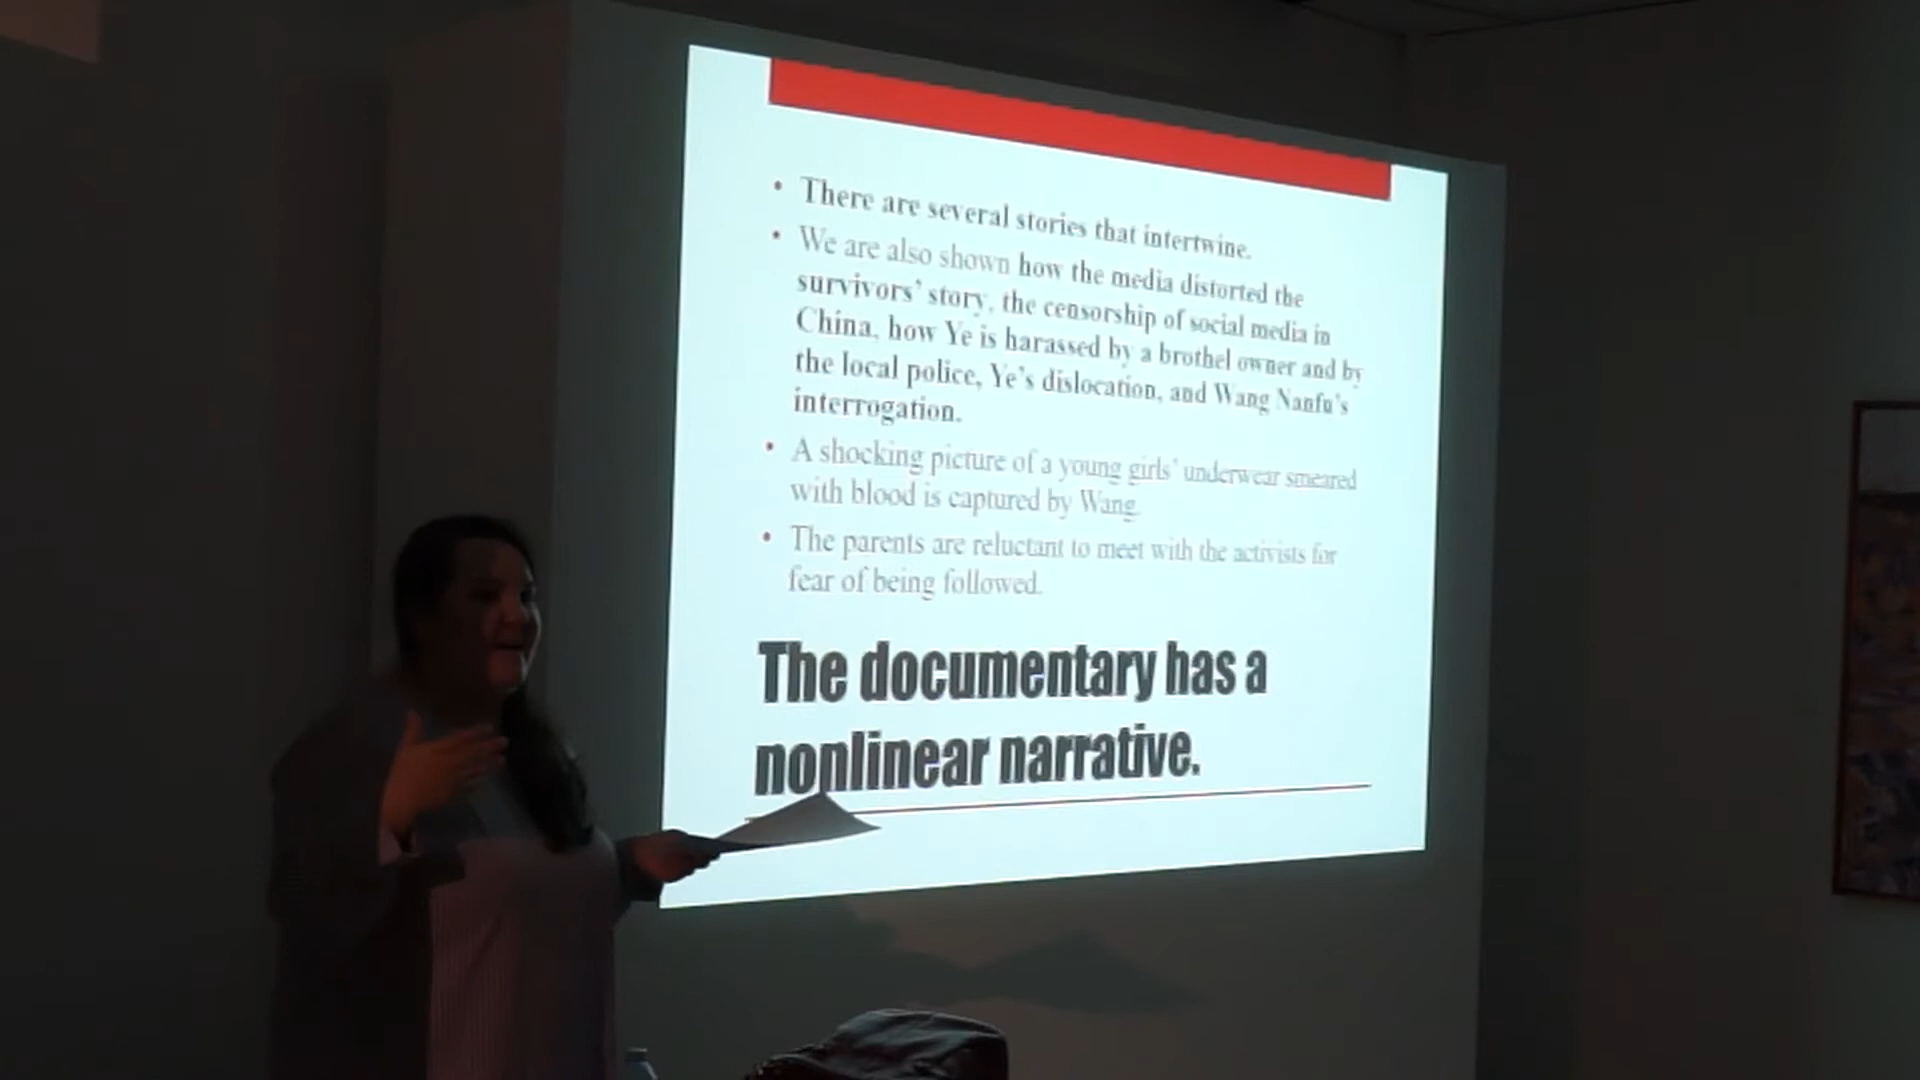 • There are several stories that intertwine.
• We are also shown how the media distorted the
survivors' story, the censorship of social media in
China, how Ye is harassed by a brothel owner and by
the local police, Ye's dislocation, and Wang Nanfu's
interrogation.
• A shocking picture of a young girls' underwear smeared
with blood is captured by Wang.
• The parents are reluctant to meet with the activists for
fear of being followed.
The documentary has a
nonlinear narrative.